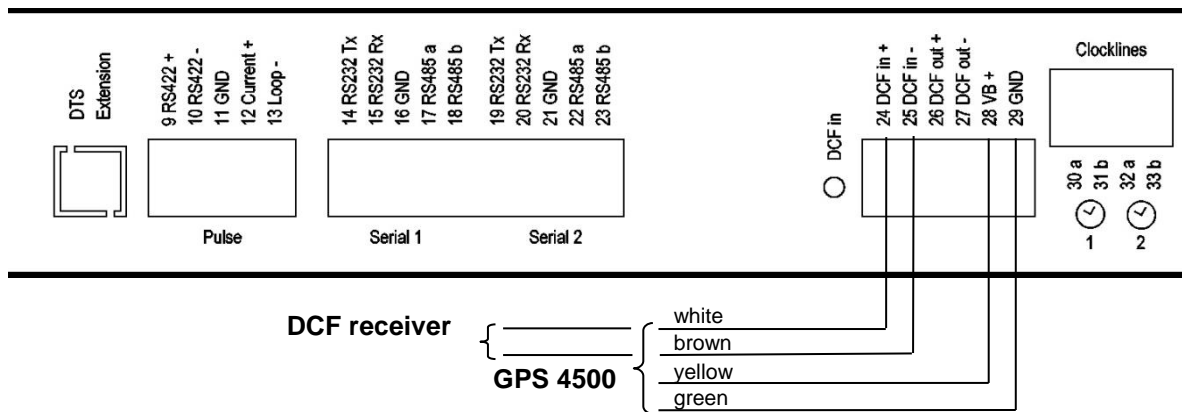 DTS
Extension
9 RS422 +
10 RS422 -
11 GND
12 Current +
13 Loop -
Pulse
14 RS232 Tx
15 RS232 Rx
16 GND
17 RS485 a
18 RS485 b
Serial 1
19 RS232 Tx
20 RS232 Rx
21 GND
22 RS485 a
23 RS485 b
Serial 2
DCF in
24 DCF in +
25 DCF in -
26 DCF out +
27 DCF out -
28 VB +
29 GND
Clocklines
30 a
31 b
32 a
33 b
1
2
DCF receiver
GPS 4500
white
brown
yellow
green